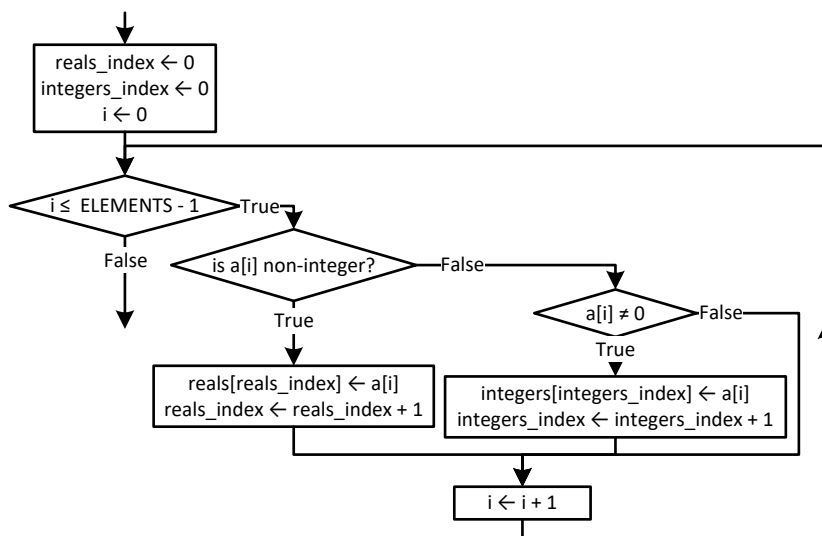 reals_index ← 0
integers_index ← 0
i ← 0
i ≤ ELEMENTS - 1
True
False
is a[i] non-integer?
False
True
a[i] ≠ 0
False
True
reals[reals_index] ← a[i]
reals_index ← reals_index + 1
integers[integers_index] ← a[i]
integers_index ← integers_index + 1
i ← i + 1